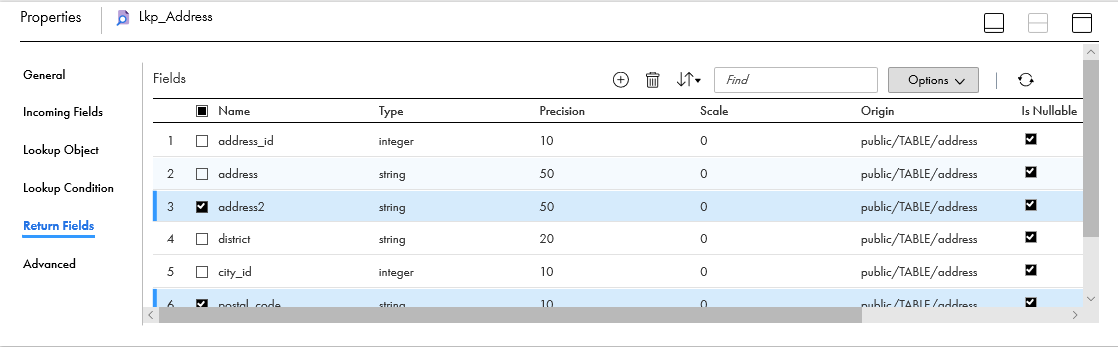 Properties Lkp_Address
General
Incoming Fields
Lookup Object
Lookup Condition
Return Fields
Advanced
Fields Find Options
Name Type Precision Scale Origin Is Nullable
1 address_id integer 10 0 public/TABLE/address
2 address string 50 0 public/TABLE/address
3 address2 string 50 0 public/TABLE/address
4 district string 20 0 public/TABLE/address
5 city_id integer 10 0 public/TABLE/address
6 postal_code string 10 0 public/TABLE/address